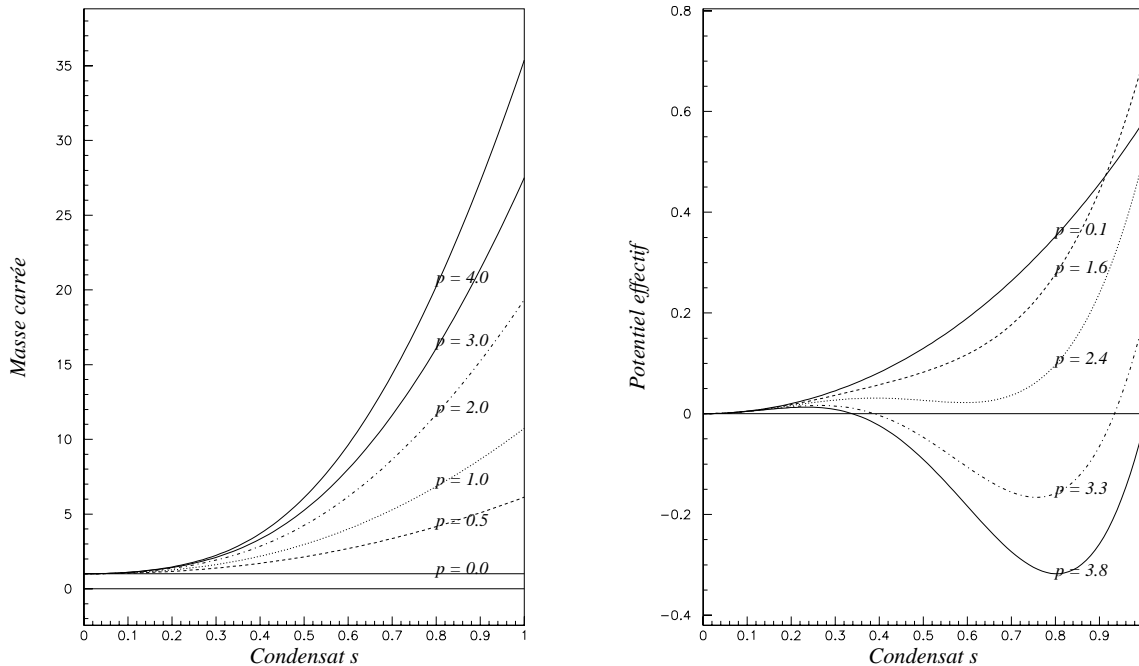 35
30
25
20
15
10
5
0
Masse carrée
p = 4.0
p = 3.0
p = 2.0
p = 1.0
p = 0.5
p = 0.0
0 0.1 0.2 0.3 0.4 0.5 0.6 0.7 0.8 0.9 1
Condensat s
0.8
0.6
0.4
0.2
0
−0.2
−0.4
Potentiel effectif
p = 0.1
p = 1.6
p = 2.4
p = 3.3
p = 3.8
0 0.1 0.2 0.3 0.4 0.5 0.6 0.7 0.8 0.9
Condensat s